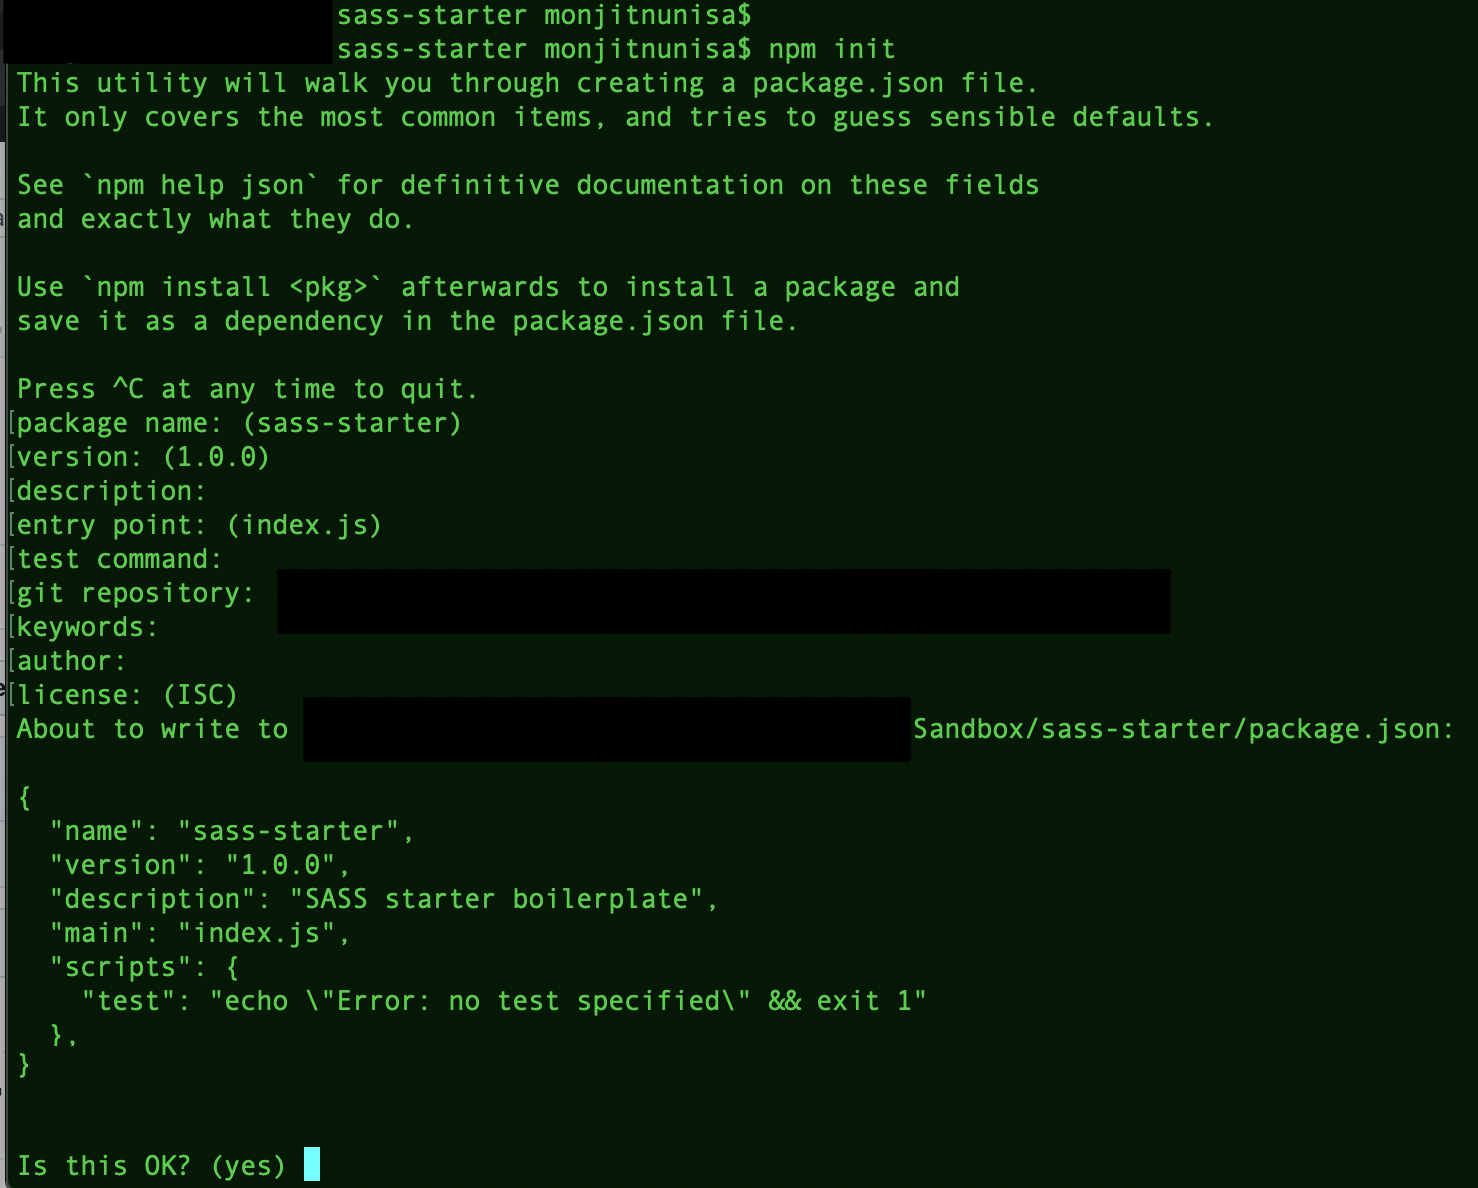 sass-starter monjitnunisa$
sass-starter monjitnunisa$ npm init
This utility will walk you through creating a package.json file.
It only covers the most common items, and tries to guess sensible defaults.
See `npm help json` for definitive documentation on these fields
and exactly what they do.
Use `npm install <pkg>` afterwards to install a package and
save it as a dependency in the package.json file.
Press ^C at any time to quit.
[package name: (sass-starter)
[version: (1.0.0)
[description:
[entry point: (index.js)
[test command:
[git repository:
[keywords:
[author:
[license: (ISC)
About to write to Sandbox/sass-starter/package.json:
{
  "name": "sass-starter",
  "version": "1.0.0",
  "description": "SASS starter boilerplate",
  "main": "index.js",
  "scripts": {
    "test": "echo \"Error: no test specified\" && exit 1"
  },
}
Is this OK? (yes)